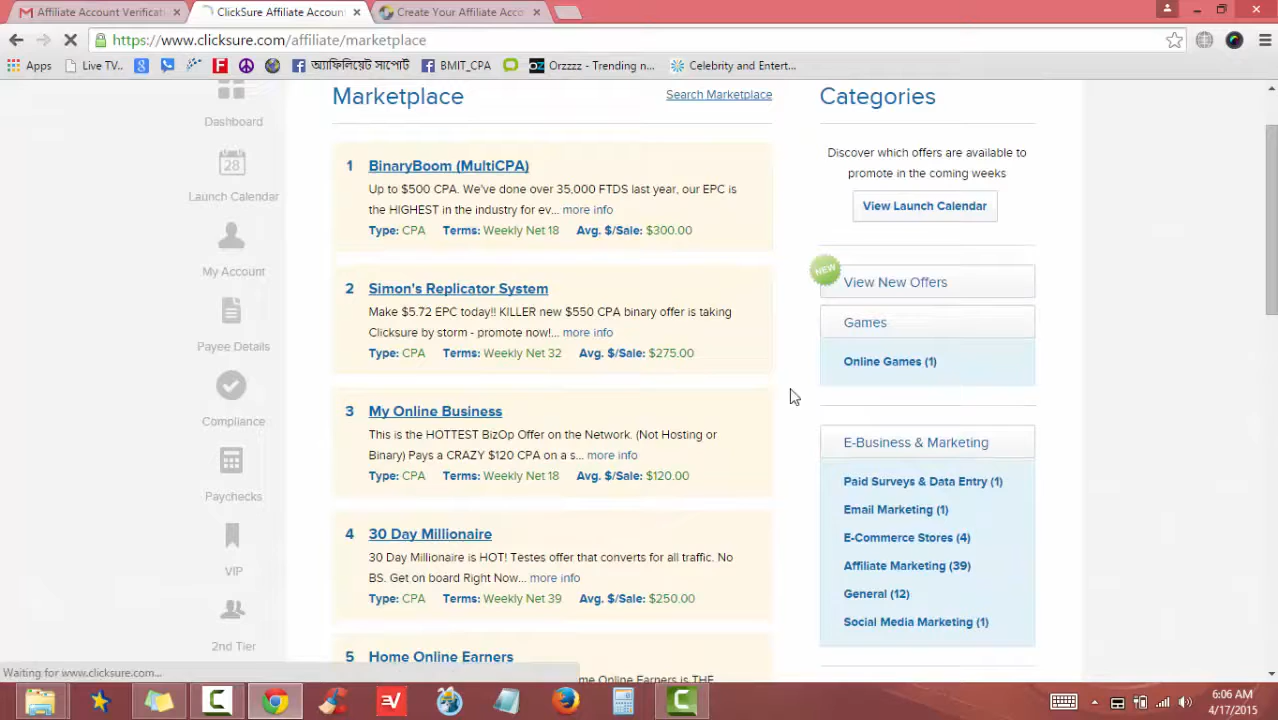 Affiliate Account Verificati
ClickSure Affiliate Account
Create Your Affiliate Acco
https://www.clicksure.com/affiliate/marketplace
Apps
Live TV..
অ্যাফিলিয়েট সাপোর্ট
BMIT_CPA
Orzzzz - Trending n...
Celebrity and Entert...
Dashboard
28
Launch Calendar
My Account
Payee Details
Compliance
Paychecks
VIP
2nd Tier
Marketplace
Search Marketplace
1 BinaryBoom (MultiCPA)
Up to $500 CPA. We've done over 35,000 FTDS last year, our EPC is
the HIGHEST in the industry for ev... more info
Type: CPA Terms: Weekly Net 18 Avg. $/Sale: $300.00
2 Simon's Replicator System
Make $5.72 EPC today!! KILLER new $550 CPA binary offer is taking
Clicksure by storm - promote now!... more info
Type: CPA Terms: Weekly Net 32 Avg. $/Sale: $275.00
3 My Online Business
This is the HOTTEST BizOp Offer on the Network. (Not Hosting or
Binary) Pays a CRAZY $120 CPA on a s... more info
Type: CPA Terms: Weekly Net 18 Avg. $/Sale: $120.00
4 30 Day Millionaire
30 Day Millionaire is HOT! Testes offer that converts for all traffic. No
BS. Get on board Right Now... more info
Type: CPA Terms: Weekly Net 39 Avg. $/Sale: $250.00
5 Home Online Earners
Categories
Discover which offers are available to
promote in the coming weeks
View Launch Calendar
NEW
View New Offers
Games
Online Games (1)
E-Business & Marketing
Paid Surveys & Data Entry (1)
Email Marketing (1)
E-Commerce Stores (4)
Affiliate Marketing (39)
General (12)
Social Media Marketing (1)
Waiting for www.clicksure.com...
6:06 AM
4/17/2015